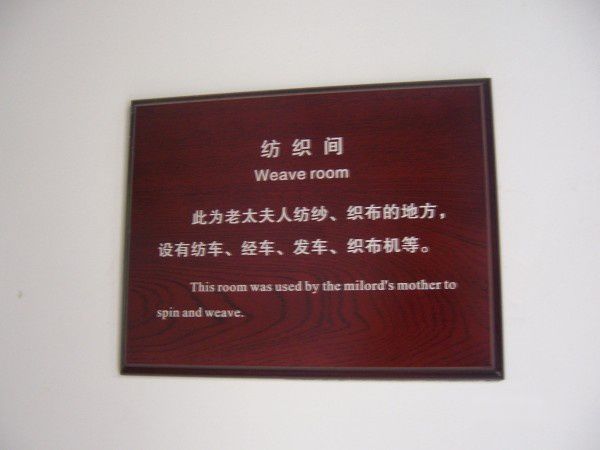 纺织间
Weave room
此为老太夫人纺纱、织布的地方，
设有纺车、经车、发车、织布机等。
This room was used by the milord's mother to
spin and weave.